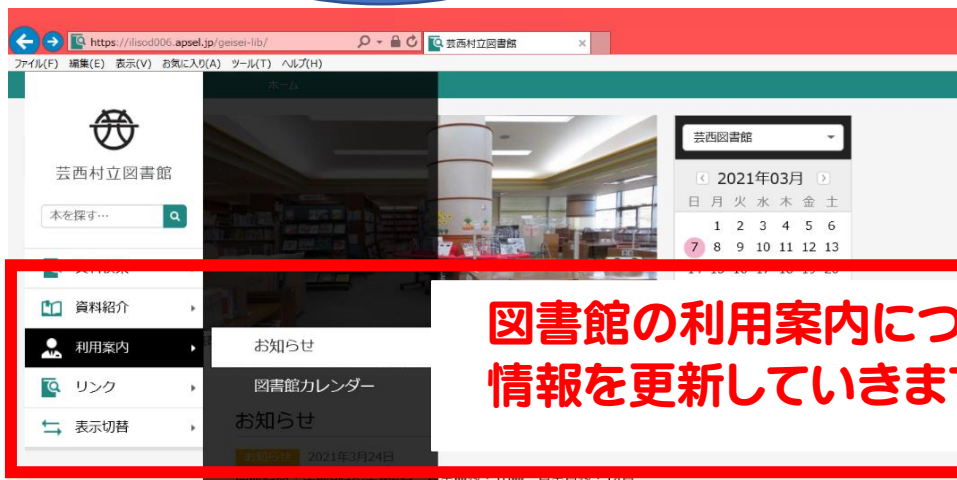 https://ilisod006.apsel.jp/geisei-lib/
芸西村立図書館
ファイル(F) 編集(E) 表示(V) お気に入り(A) ツール(T) ヘルプ(H)
ホーム
芸西村立図書館
本を探す…
資料紹介
利用案内
リンク
表示切替
お知らせ
図書館カレンダー
お知らせ
お知らせ 2021年3月24日
芸西図書館
2021年03月
日 月 火 水 木 金 土
1 2 3 4 5 6
7 8 9 10 11 12 13
図書館の利用案内につ
情報を更新していきま